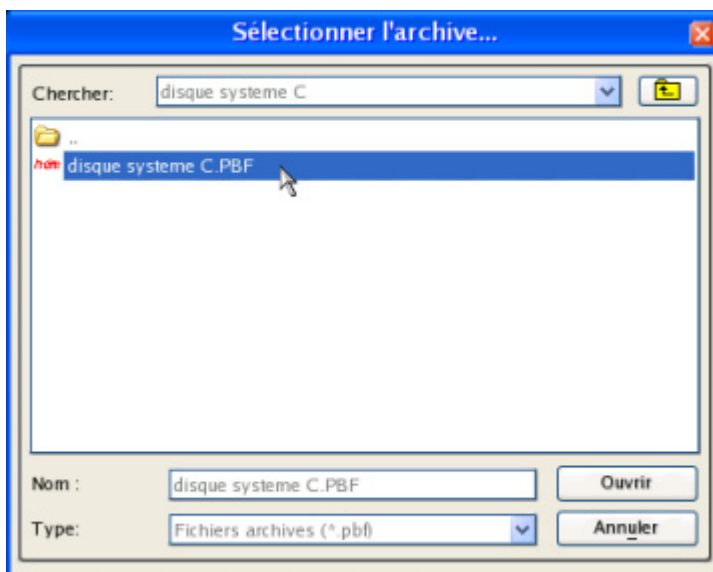 Sélectionner l'archive...
Chercher: disque systeme C
..
disque systeme C.PBF
Nom : disque systeme C.PBF
Ouvrir
Type: Fichiers archives (*.pbf)
Annuler